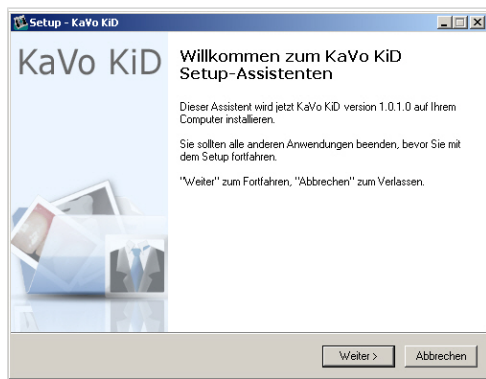 Setup - KaVo KiD
KaVo KiD
Willkommen zum KaVo KiD
Setup-Assistenten
Dieser Assistent wird jetzt KaVo KiD version 1.0.1.0 auf Ihrem
Computer installieren.
Sie sollten alle anderen Anwendungen beenden, bevor Sie mit
dem Setup fortfahren.
"Weiter" zum Fortfahren, "Abbrechen" zum Verlassen.
Weiter >
Abbrechen